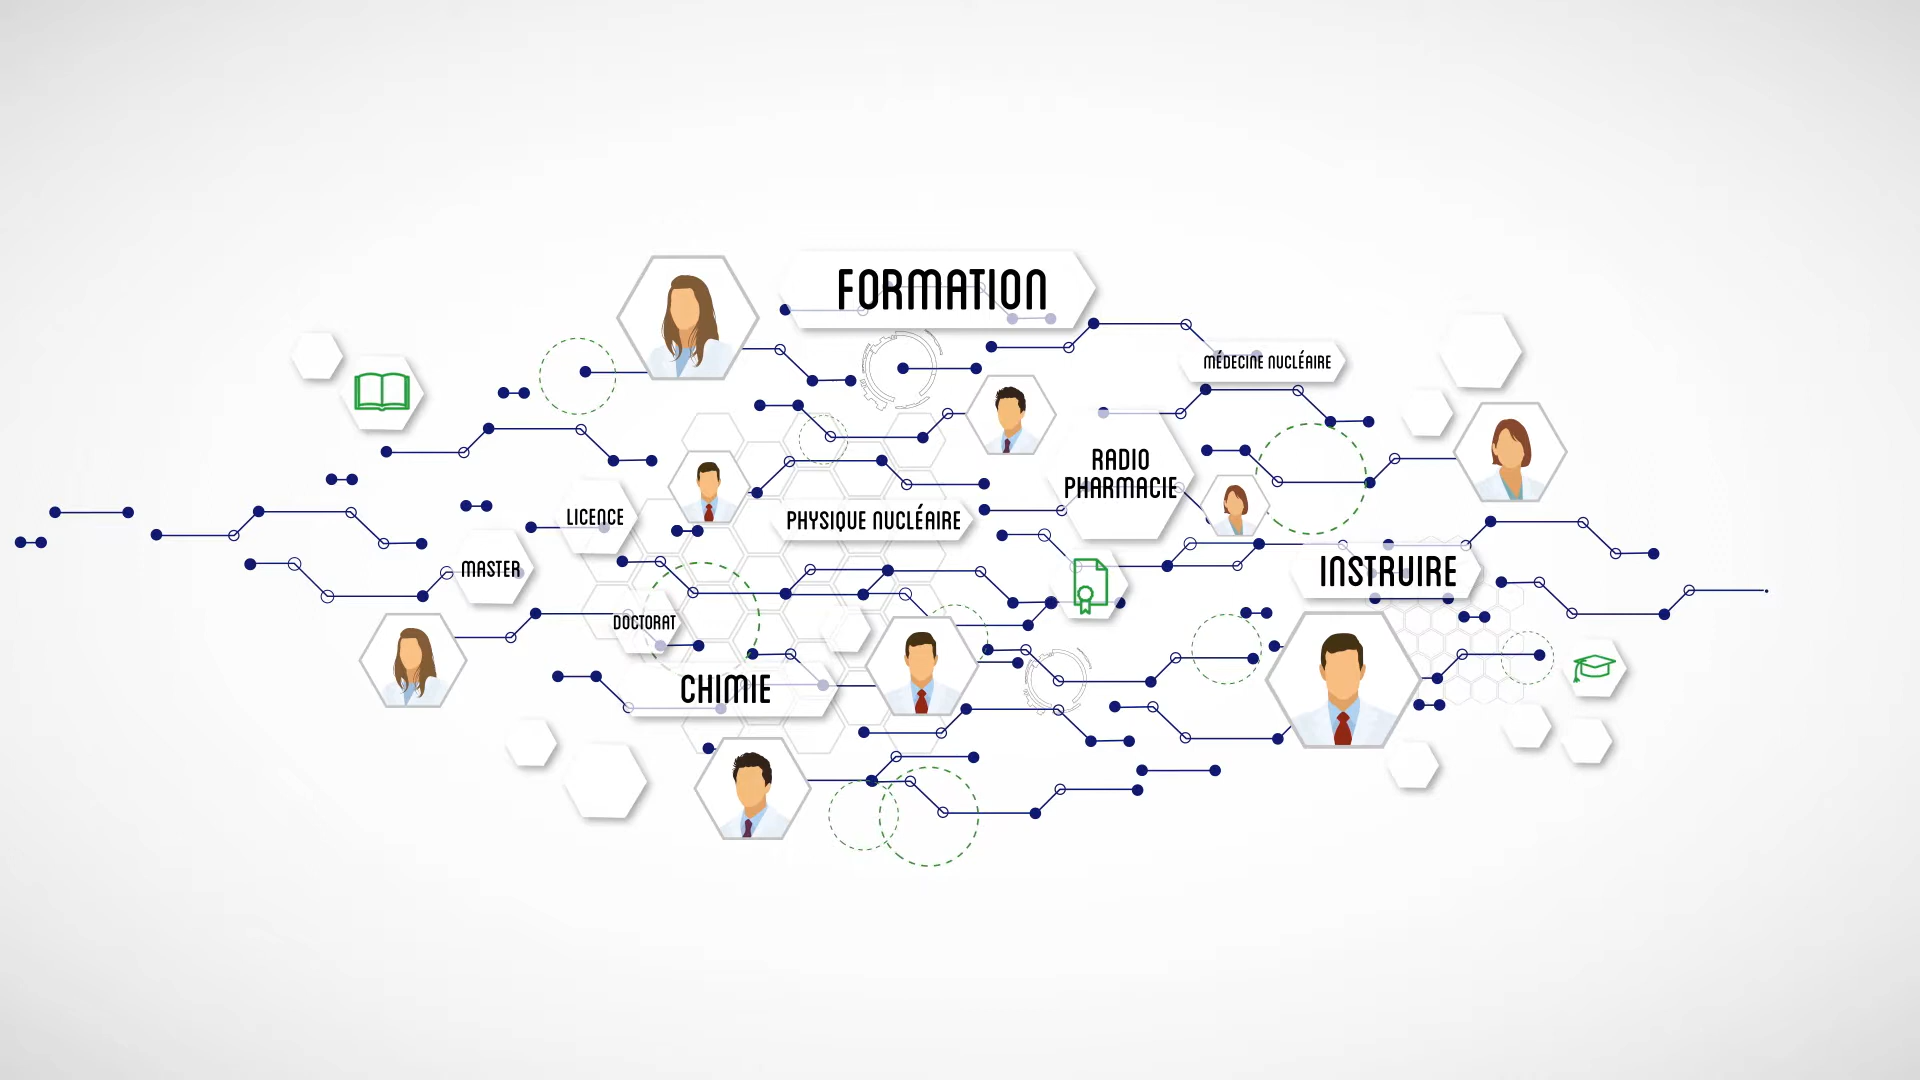 FORMATION
MÉDECINE NUCLÉAIRE
RADIO
PHARMACIE
LICENCE
PHYSIQUE NUCLÉAIRE
MASTER
INSTRUIRE
DOCTORAT
CHIMIE